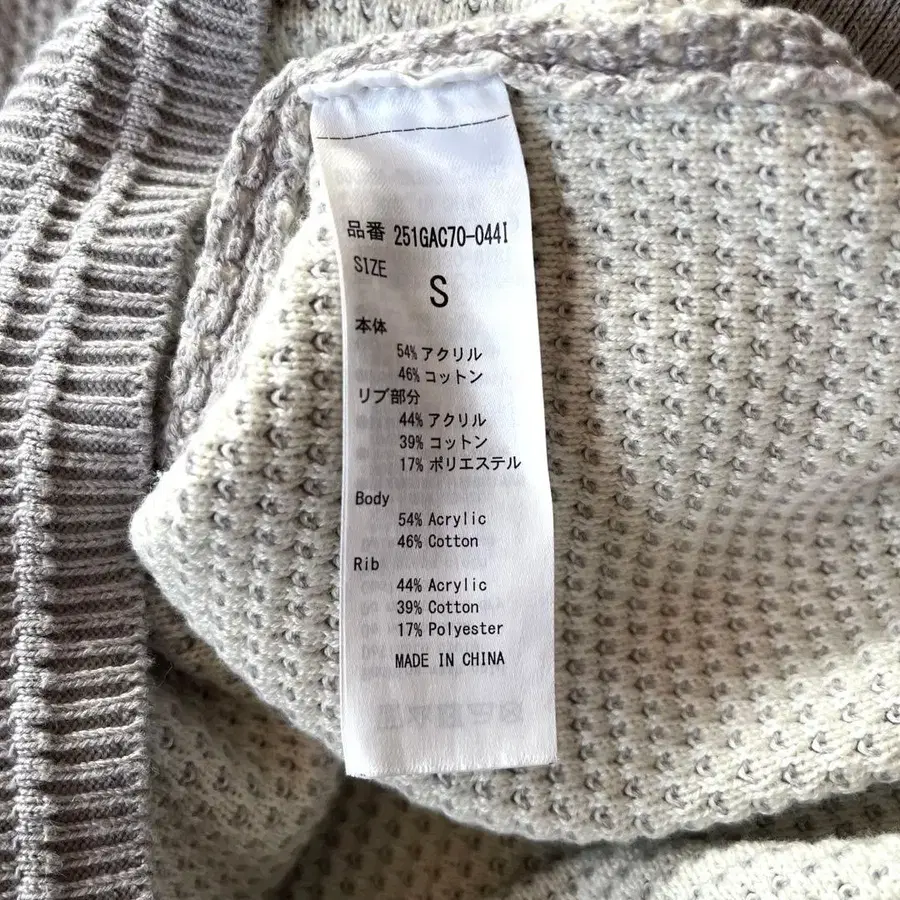 品番 251GAC70-044I
SIZE
S
本体
54% アクリル
46% コットン
リブ部分
44% アクリル
39% コットン
17% ポリエステル
Body
54% Acrylic
46% Cotton
Rib
44% Acrylic
39% Cotton
17% Polyester
MADE IN CHINA